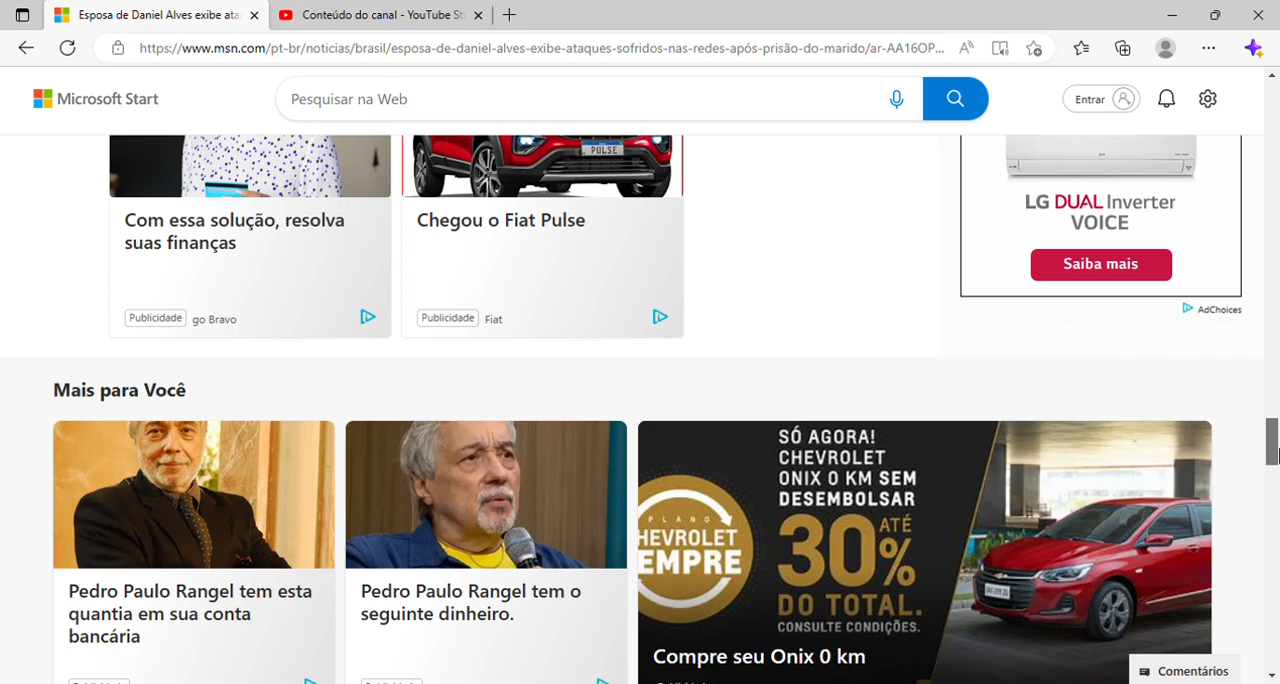 Esposa de Daniel Alves exibe ata
Conteúdo do canal - YouTube St
https://www.msn.com/pt-br/noticias/brasil/esposa-de-daniel-alves-exibe-ataques-sofridos-nas-redes-após-prisão-do-marido/ar-AA16OP...
Microsoft Start
Pesquisar na Web
Entrar
PULSE
Com essa solução, resolva
suas finanças
Publicidade
go Bravo
Chegou o Fiat Pulse
Publicidade
Fiat
LG DUAL Inverter
VOICE
Saiba mais
AdChoices
Mais para Você
Pedro Paulo Rangel tem esta
quantia em sua conta
bancária
Pedro Paulo Rangel tem o
seguinte dinheiro.
PLANO
CHEVROLET
SEMPRE
SÓ AGORA!
CHEVROLET
ONIX 0 KM SEM
DESEMBOLSAR
ATÉ
30%
DO TOTAL.
CONSULTE CONDIÇÕES.
Compre seu Onix 0 km
Comentários